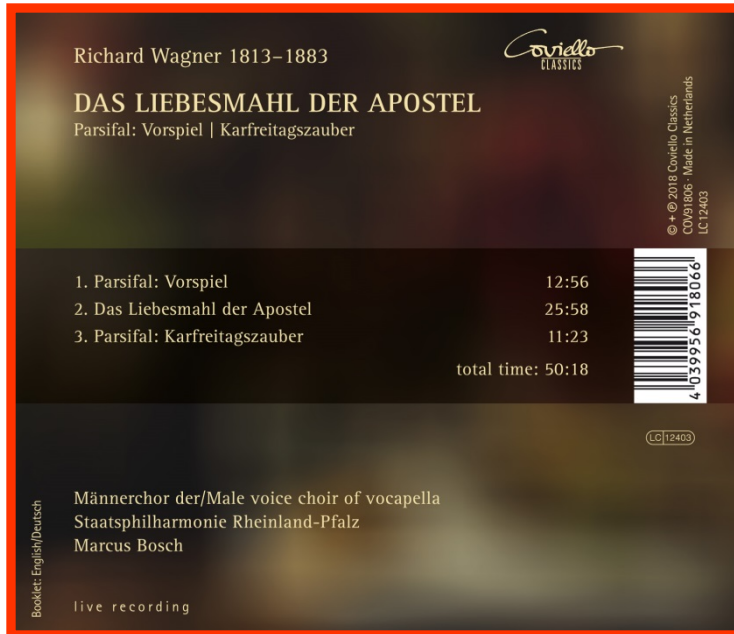 Richard Wagner 1813–1883
Coviello
CLASSICS
DAS LIEBESMAHL DER APOSTEL
Parsifal: Vorspiel | Karfreitagszauber
© + ℗ 2018 Coviello Classics
COV91806 · Made in Netherlands
LC 12403
1. Parsifal: Vorspiel 12:56
2. Das Liebesmahl der Apostel 25:58
3. Parsifal: Karfreitagszauber 11:23
total time: 50:18
4 039956 918066
LC 12403
Männerchor der/Male voice choir of vocapella
Staatsphilharmonie Rheinland-Pfalz
Marcus Bosch
Booklet: English/Deutsch
live recording